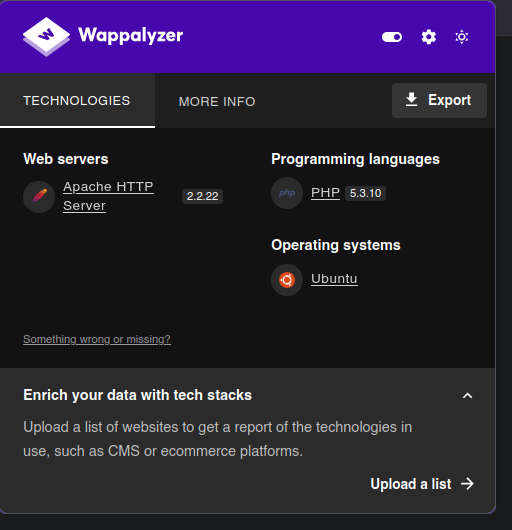 Wappalyzer
TECHNOLOGIES
MORE INFO
Export
Web servers
Apache HTTP
Server
2.2.22
Programming languages
php
PHP 5.3.10
Operating systems
Ubuntu
Something wrong or missing?
Enrich your data with tech stacks
Upload a list of websites to get a report of the technologies in
use, such as CMS or ecommerce platforms.
Upload a list